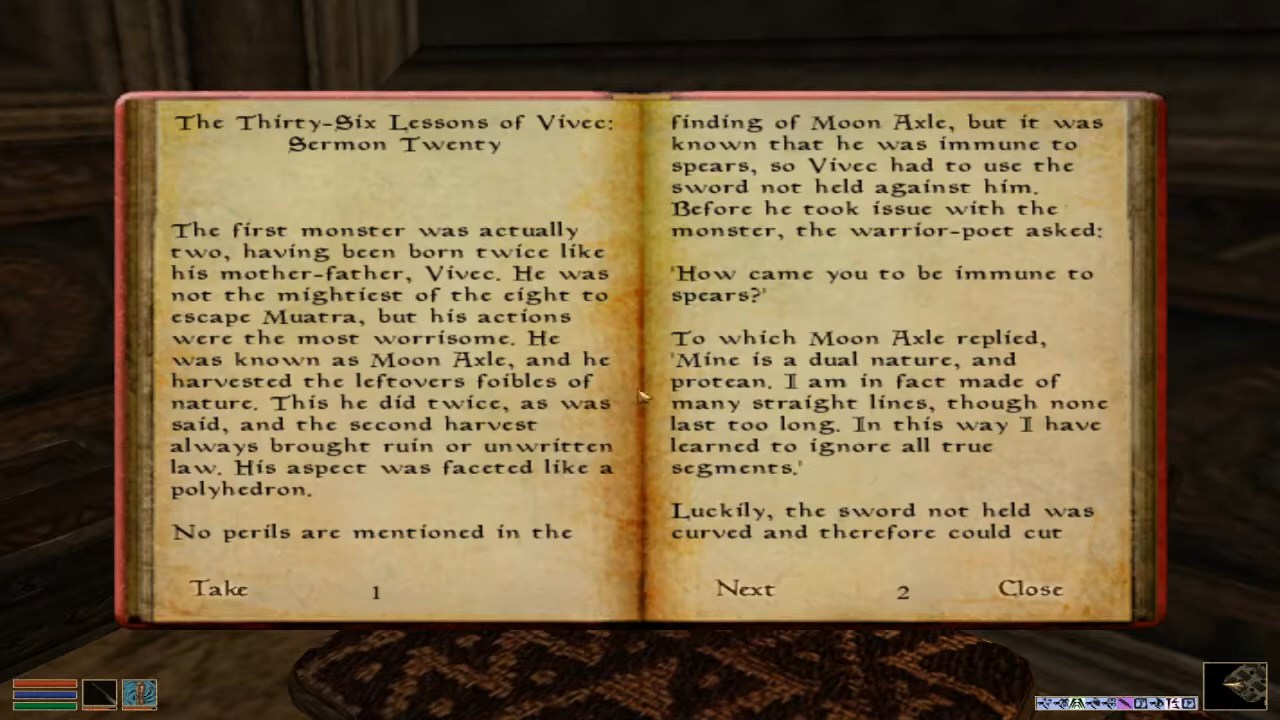 The Thirty-Six Lessons of Vivec:
Sermon Twenty
The first monster was actually
two, having been born twice like
his mother-father, Vivec. He was
not the mightiest of the eight to
escape Muatra, but his actions
were the most worrisome. He
was known as Moon Axle, and he
harvested the leftovers foibles of
nature. This he did twice, as was
said, and the second harvest
always brought ruin or unwritten
law. His aspect was faceted like a
polyhedron.
No perils are mentioned in the
finding of Moon Axle, but it was
known that he was immune to
spears, so Vivec had to use the
sword not held against him.
Before he took issue with the
monster, the warrior-poet asked:
'How came you to be immune to
spears?'
To which Moon Axle replied,
'Mine is a dual nature, and
protean. I am in fact made of
many straight lines, though none
last too long. In this way I have
learned to ignore all true
segments.'
Luckily, the sword not held was
curved and therefore could cut
Take 1 Next 2 Close